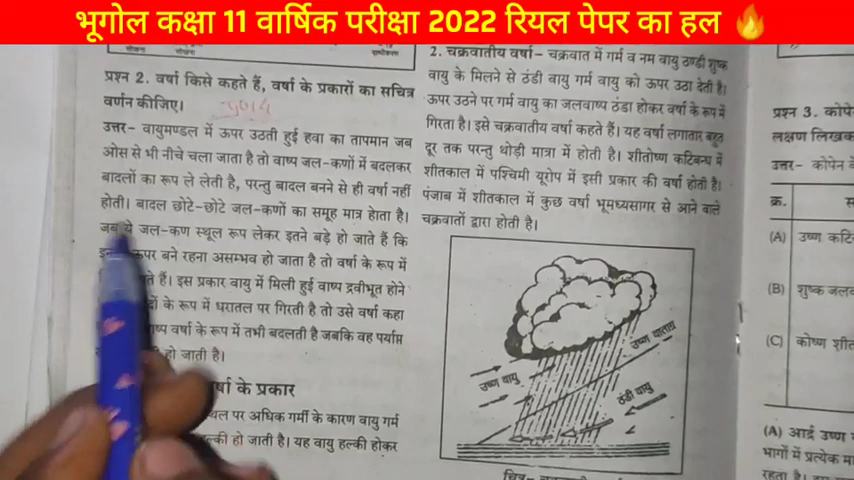 भूगोल कक्षा 11 वार्षिक परीक्षा 2022 रियल पेपर का हल 🔥
प्रश्न 2. वर्षा किसे कहते हैं, वर्षा के प्रकारों का सचित्र
वर्णन कीजिए।
2014
उत्तर– वायुमण्डल में ऊपर उठती हुई हवा का तापमान जब
ओस से भी नीचे चला जाता है तो वाष्प जल-कणों में बदलकर
बादलों का रूप ले लेती है, परन्तु बादल बनने से ही वर्षा नहीं
होती। बादल छोटे-छोटे जल-कणों का समूह मात्र होता है।
जब ये जल-कण स्थूल रूप लेकर इतने बड़े हो जाते हैं कि
ऊपर बने रहना असम्भव हो जाता है तो वर्षा के रूप में
हैं। इस प्रकार वायु में मिली हुई वाष्प द्रवीभूत होने
के रूप में धरातल पर गिरती है तो उसे वर्षा कहा
वर्षा के रूप में तभी बदलती है जबकि वह पर्याप्त
हो जाती है।
के प्रकार
पर अधिक गर्मी के कारण वायु गर्म
हो जाती है। यह वायु हल्की होकर
2. चक्रवातीय वर्षा– चक्रवात में गर्म व नम वायु ठण्डी शुष्क
वायु के मिलने से ठंडी वायु गर्म वायु को ऊपर उठा देती है।
ऊपर उठने पर गर्म वायु का जलवाष्प ठंडा होकर वर्षा के रूप में
गिरता है। इसे चक्रवातीय वर्षा कहते हैं। यह वर्षा लगातार बहुत
दूर तक परन्तु थोड़ी मात्रा में होती है। शीतोष्ण कटिबन्ध में
शीतकाल में पश्चिमी यूरोप में इसी प्रकार की वर्षा होती है।
पंजाब में शीतकाल में कुछ वर्षा भूमध्यसागर से आने वाले
चक्रवातों द्वारा होती है।
उष्ण वाताग्र
उष्ण वायु
ठंडी वायु
प्रश्न 3. कोपे
लक्षण लिखिए
उत्तर– कोपेन
क्र.
(A) उष्ण कटि
(B) शुष्क जलव
(C) कोष्ण शीत
(A) आर्द्र उष्ण
भागों में प्रत्येक मा